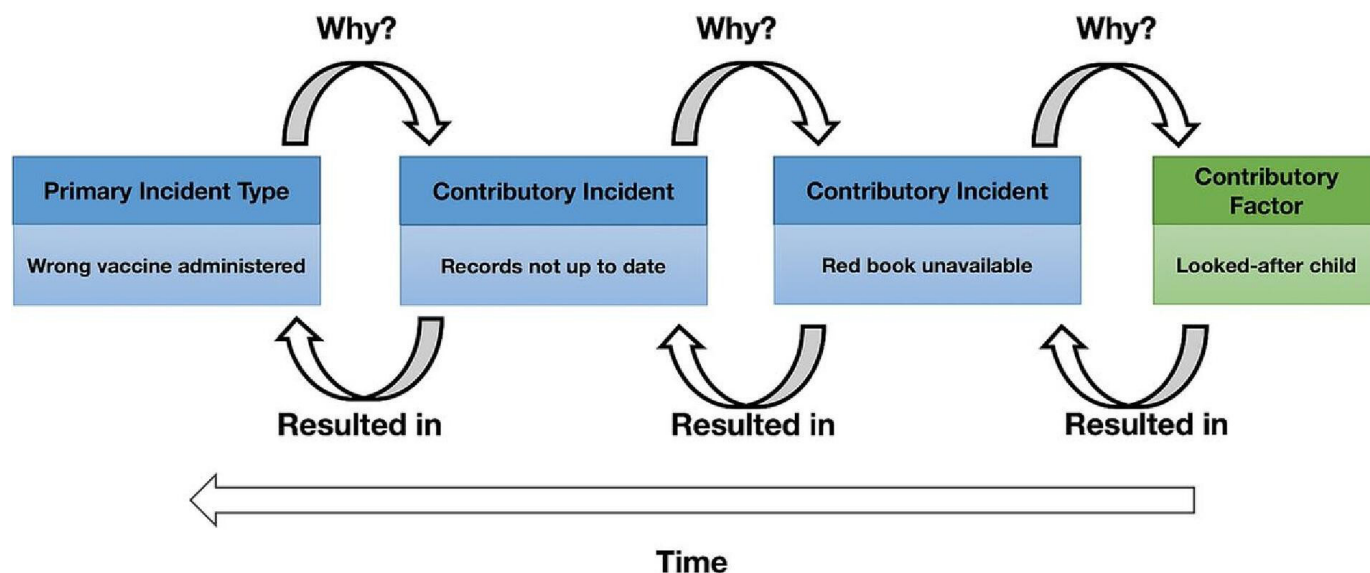 Why?
Why?
Why?
Primary Incident Type
Wrong vaccine administered
Contributory Incident
Records not up to date
Contributory Incident
Red book unavailable
Contributory
Factor
Looked-after child
Resulted in
Resulted in
Resulted in
Time